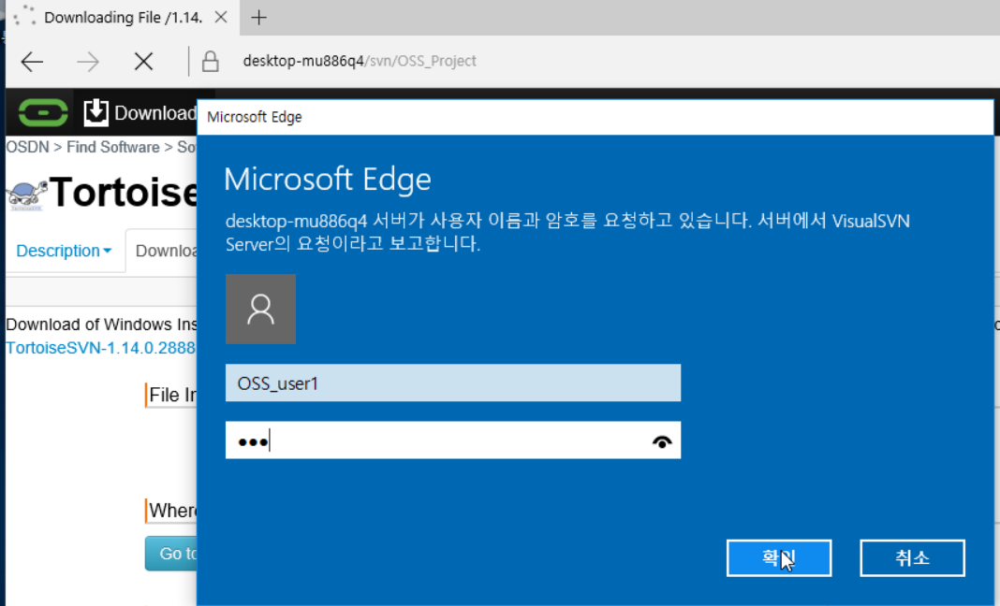 Downloading File /1.14.
desktop-mu886q4/svn/OSS_Project
Download
Microsoft Edge
OSDN > Find Software >
Microsoft Edge
Tortoise
desktop-mu886q4 서버가 사용자 이름과 암호를 요청하고 있습니다. 서버에서 VisualSVN
Server의 요청이라고 보고합니다.
Description
Download of Windows
TortoiseSVN-1.14.0.2888
OSS_user1
File
Where
Go to
확인
취소